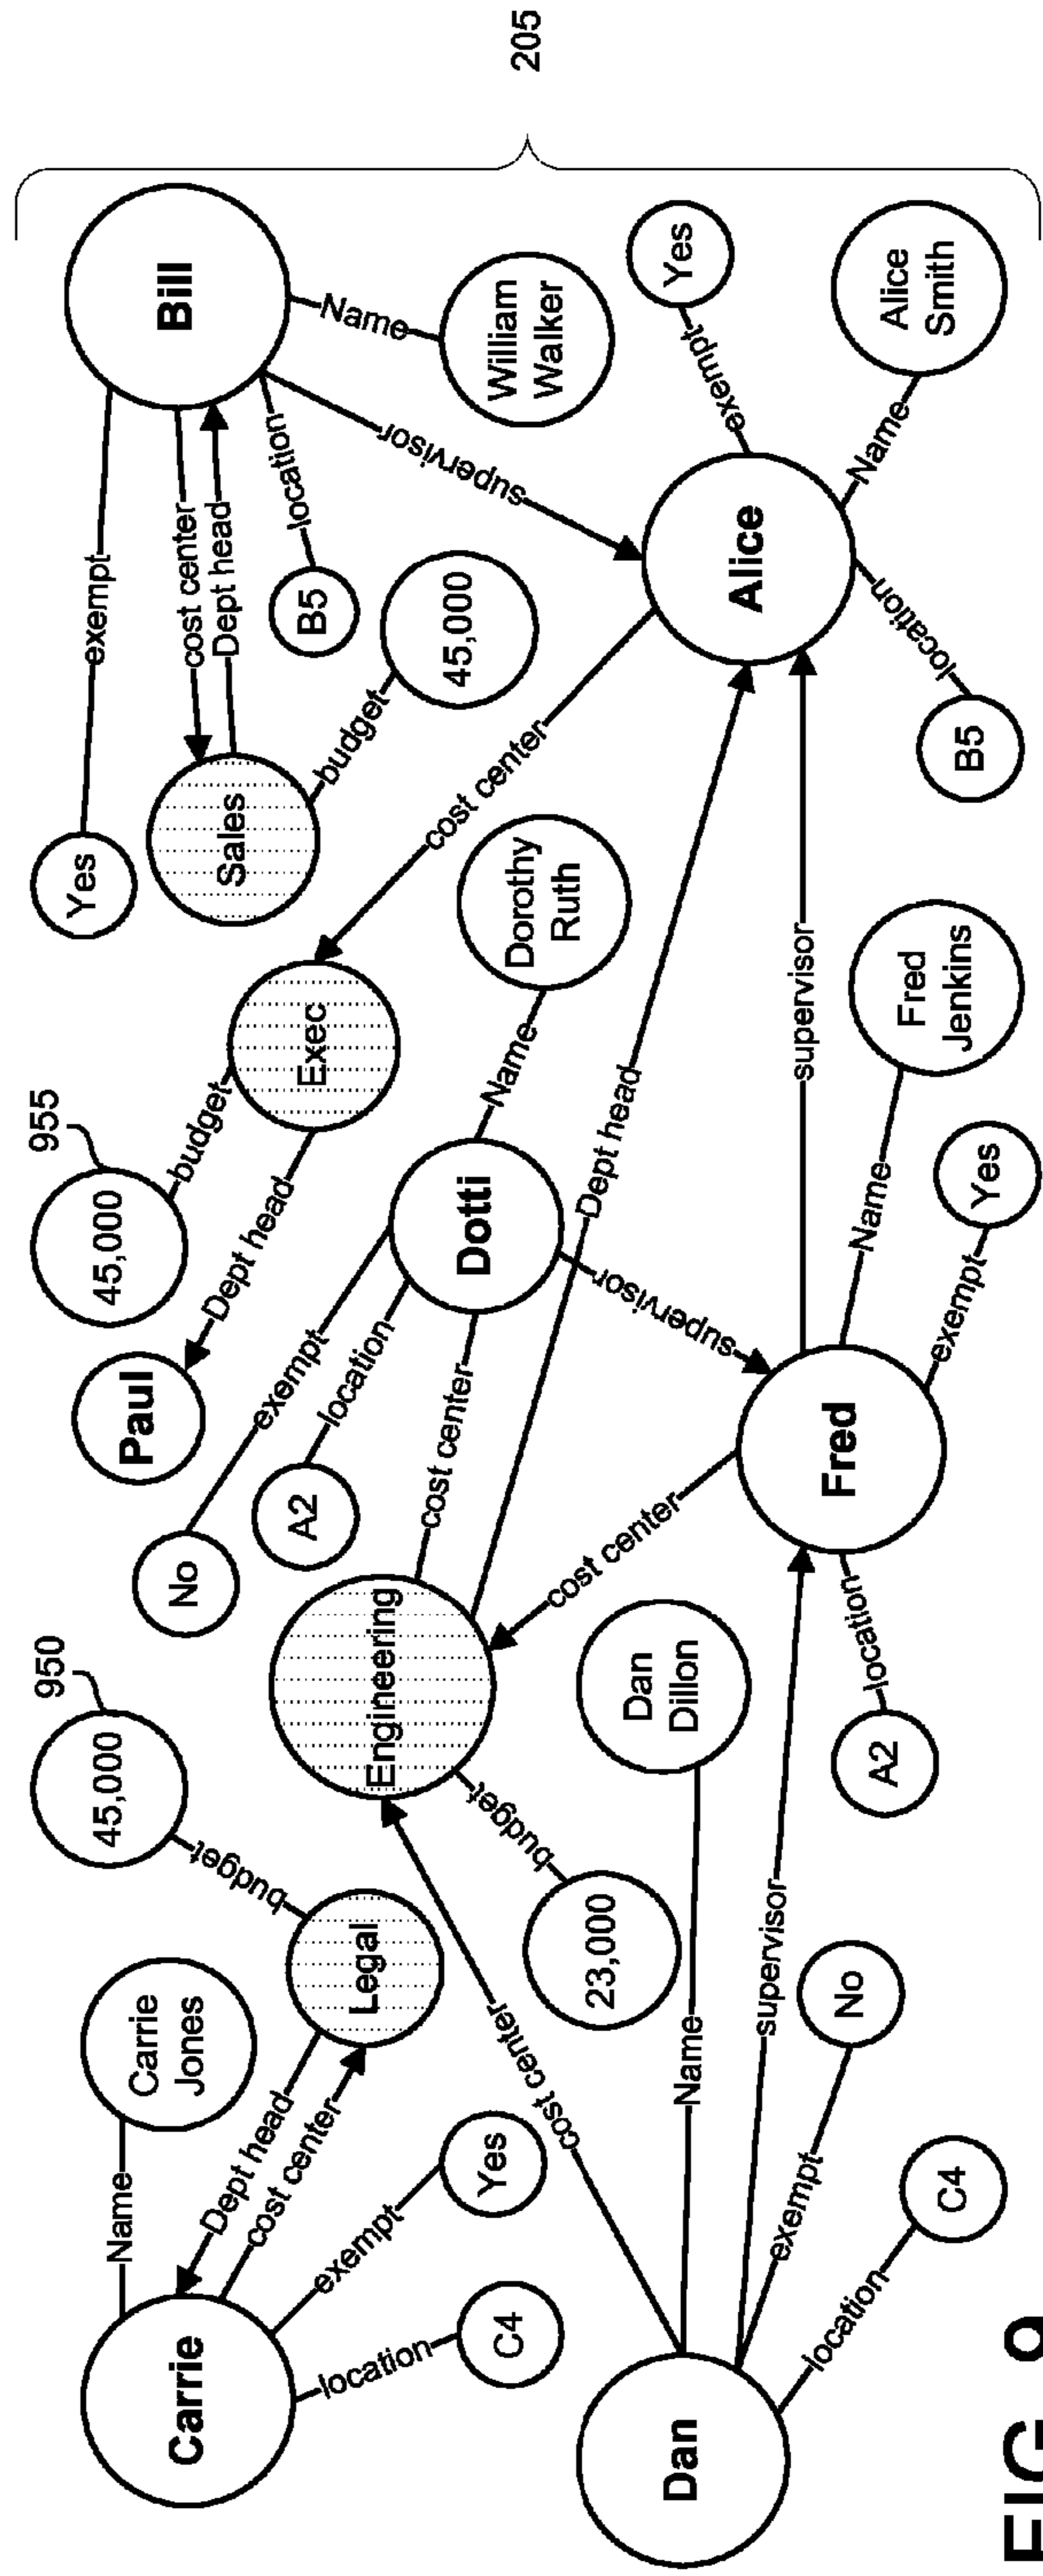 950
955
45,000
45,000
Yes
Name
Carrie
Jones
budget
exempt
Carrie
Dept head
cost center
Legal
No
Paul
Dept head
budget
Exec
Sales
cost center
Dept head
Bill
exempt
location
A2
budget
B5
location
Name
exempt
location
C4
Yes
Engineering
cost center
Dotti
Name
Dorothy
Ruth
cost center
45,000
supervisor
William
Walker
205
cost center
budget
23,000
Dan
Dillon
cost center
supervisor
Dept head
exempt
Yes
Dan
Name
supervisor
supervisor
Alice
exempt
location
No
A2
location
Fred
Name
Fred
Jenkins
location
Name
Alice
Smith
C4
exempt
Yes
B5
FIG. 9